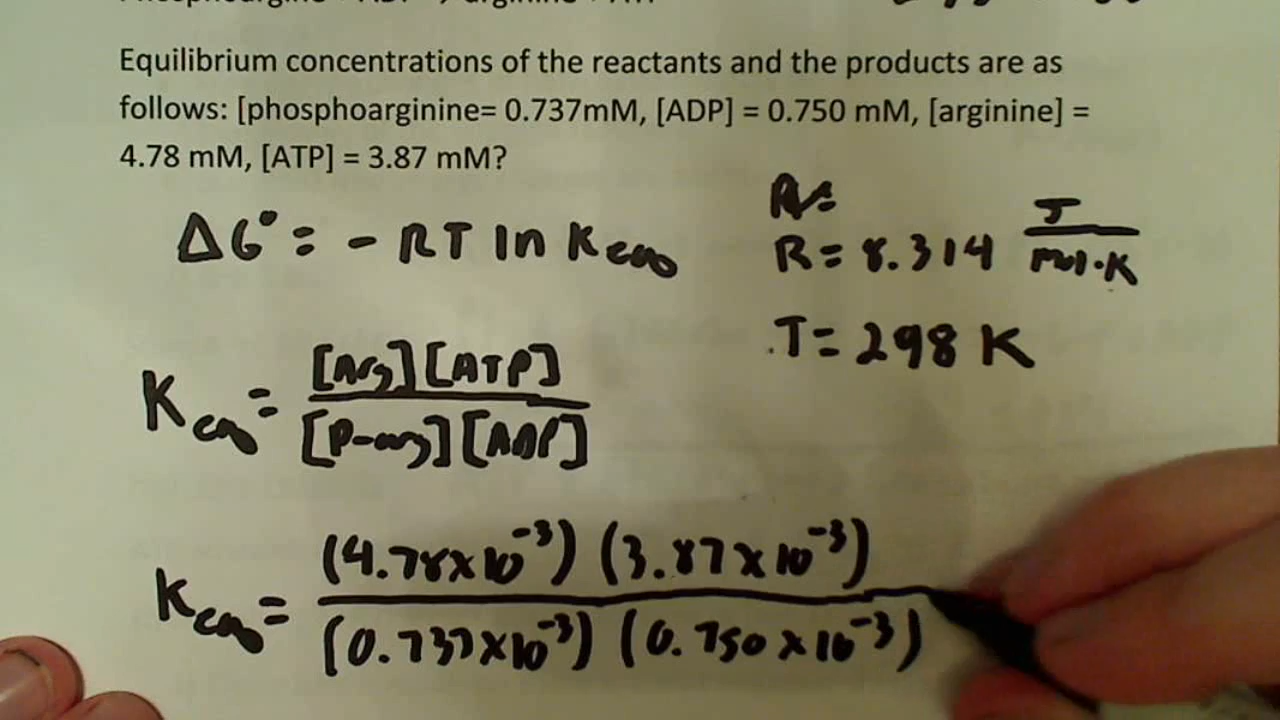 Equilibrium concentrations of the reactants and the products are as
follows: [phosphoarginine= 0.737mM, [ADP] = 0.750 mM, [arginine] =
4.78 mM, [ATP] = 3.87 mM?
ΔG° = - RT ln Keq
R=
R = 8.314 J/mol·K
T = 298 K
Keq = [Arg][ATP]/[P-arg][ADP]
Keq = (4.78x10⁻³) (3.87x10⁻³)/(0.737x10⁻³) (0.750x10⁻³)